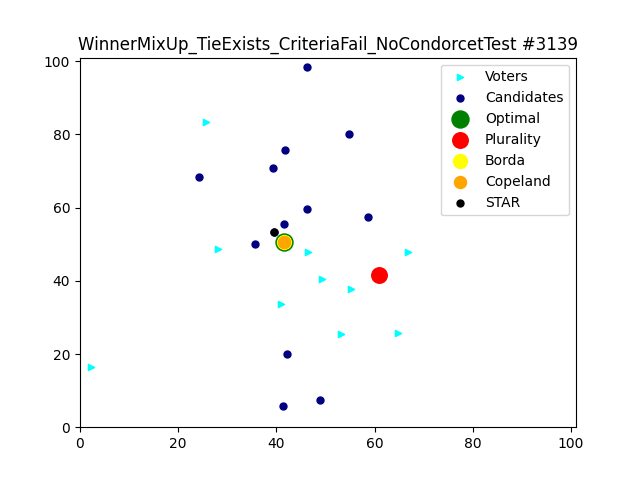 WinnerMixUp_TieExists_CriteriaFail_NoCondorcetTest #3139
Voters
Candidates
Optimal
Plurality
Borda
Copeland
STAR
100
80
60
40
20
0
0 20 40 60 80 100